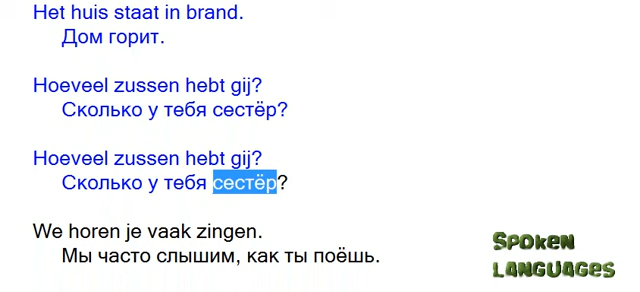 Het huis staat in brand.
Дом горит.
Hoeveel zussen hebt gij?
Сколько у тебя сестёр?
Hoeveel zussen hebt gij?
Сколько у тебя сестёр?
We horen je vaak zingen.
Мы часто слышим, как ты поёшь.
Spoken
Languages